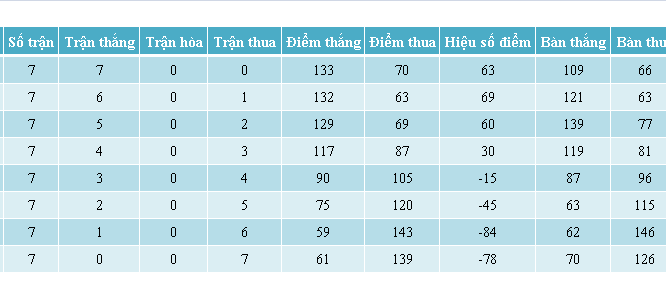 Số trận Trận thắng Trận hòa Trận thua Điểm thắng Điểm thua Hiệu số điểm Bàn thắng Bàn
7 7 0 0 133 70 63 109 66
7 6 0 1 132 63 69 121 63
7 5 0 2 129 69 60 139 77
7 4 0 3 117 87 30 119 81
7 3 0 4 90 105 -15 87 96
7 2 0 5 75 120 -45 63 115
7 1 0 6 59 143 -84 62 146
7 0 0 7 61 139 -78 70 126